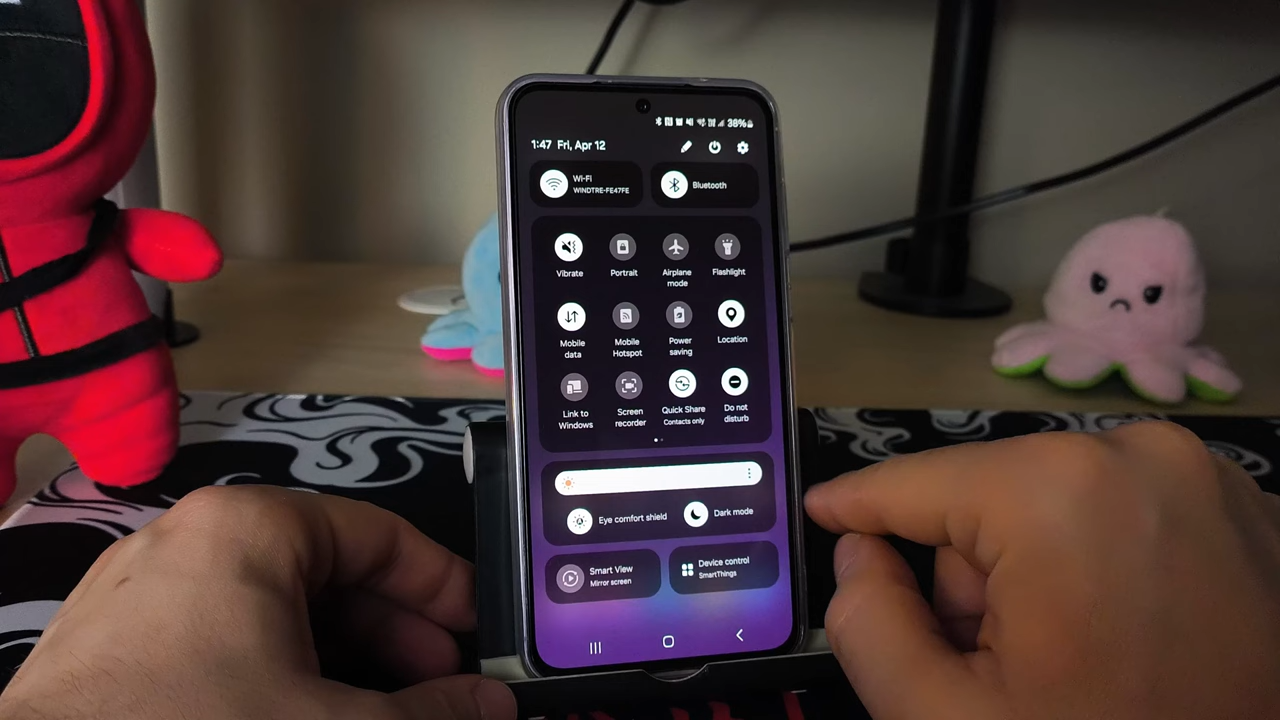 38%
1:47 Fri, Apr 12
Wi-Fi
WINDTRE-FE47FE
Bluetooth
Vibrate
Portrait
Airplane
mode
Flashlight
Mobile
data
Mobile
Hotspot
Power
saving
Location
Link to
Windows
Screen
recorder
Quick Share
Contacts only
Do not
disturb
Eye comfort shield
Dark mode
Smart View
Mirror screen
Device control
SmartThings